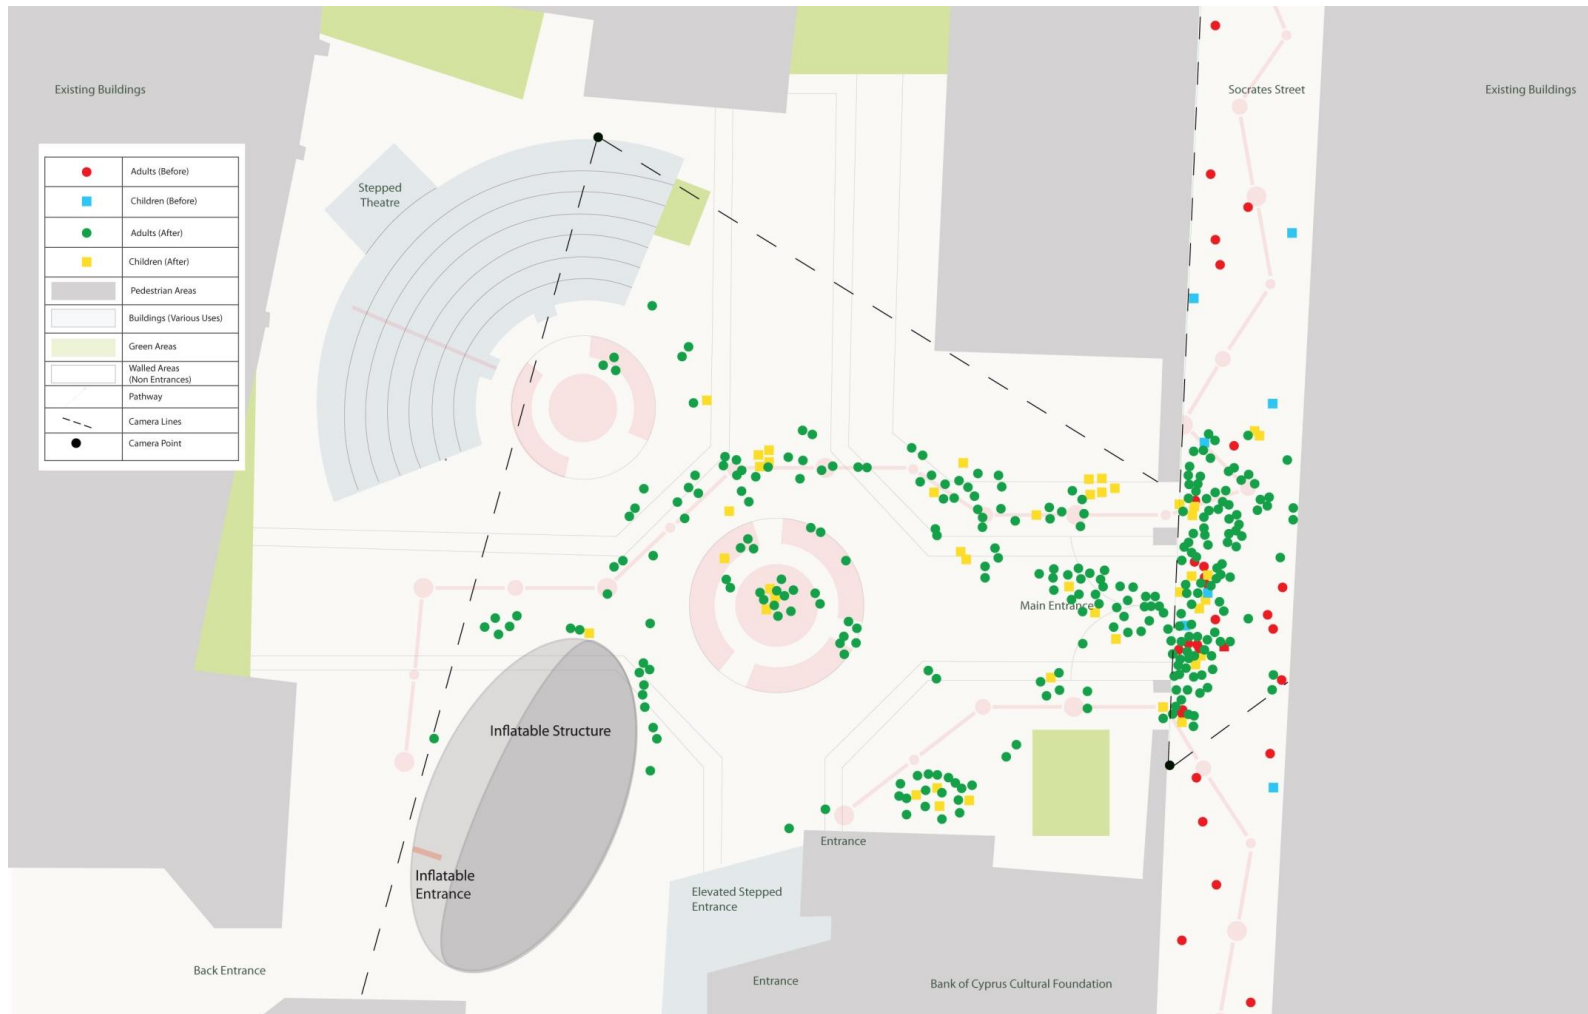 Existing Buildings
Socrates Street
Existing Buildings
Adults (Before)
Children (Before)
Adults (After)
Children (After)
Pedestrian Areas
Buildings (Various Uses)
Green Areas
Walled Areas
(Non Entrances)
Pathway
Camera Lines
Camera Point
Stepped
Theatre
Main Entrance
Inflatable Structure
Inflatable
Entrance
Entrance
Elevated Stepped
Entrance
Back Entrance
Entrance
Bank of Cyprus Cultural Foundation